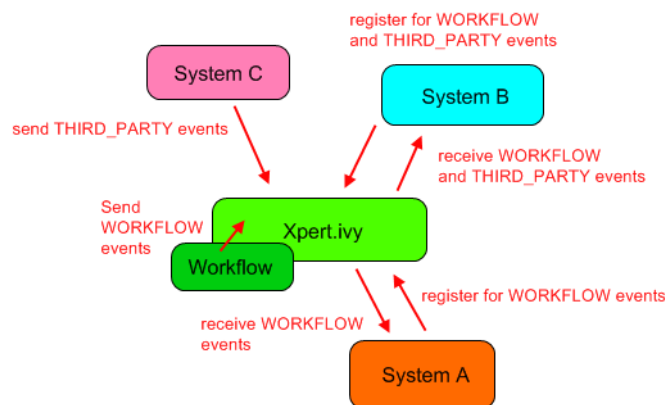 register for WORKFLOW
and THIRD_PARTY events
System C
System B
send THIRD_PARTY events
receive WORKFLOW
and THIRD_PARTY events
Send
WORKFLOW
events
Xpert.ivy
Workflow
register for WORKFLOW events
receive WORKFLOW
events
System A